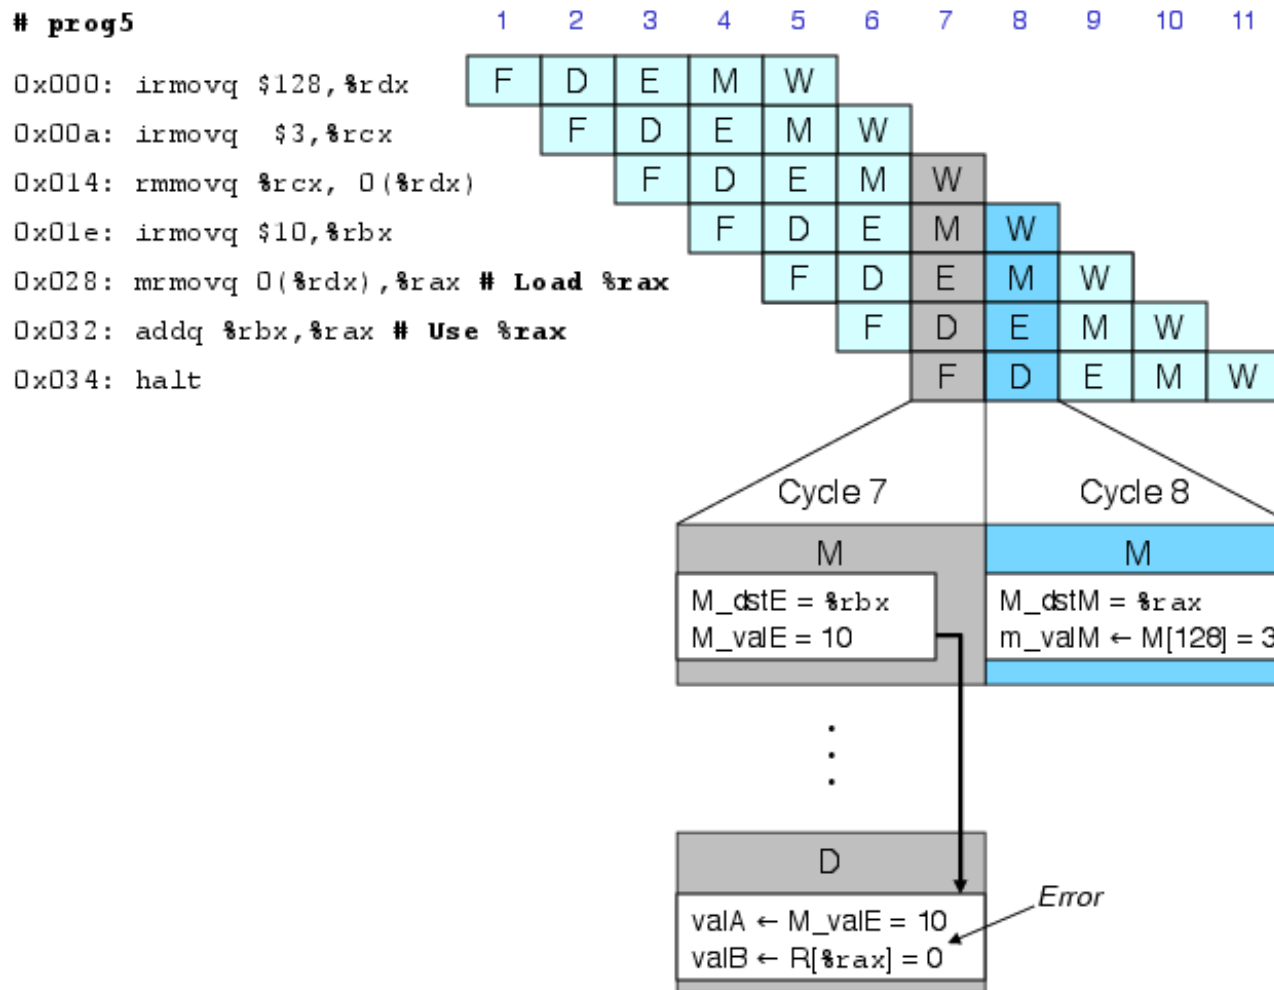 # prog5 1 2 3 4 5 6 7 8 9 10 11
0x000: irmovq $128,%rdx F D E M W
0x00a: irmovq $3,%rcx F D E M W
0x014: rmmovq %rcx, 0(%rdx) F D E M W
0x01e: irmovq $10,%rbx F D E M W
0x028: mrmovq 0(%rdx),%rax # Load %rax F D E M W
0x032: addq %rbx,%rax # Use %rax F D E M W
0x034: halt F D E M W
Cycle 7 Cycle 8
M M
M_dstE = %rbx M_dstM = %rax
M_valE = 10 m_valM ← M[128] = 3
.
.
.
D
Error
valA ← M_valE = 10
valB ← R[%rax] = 0